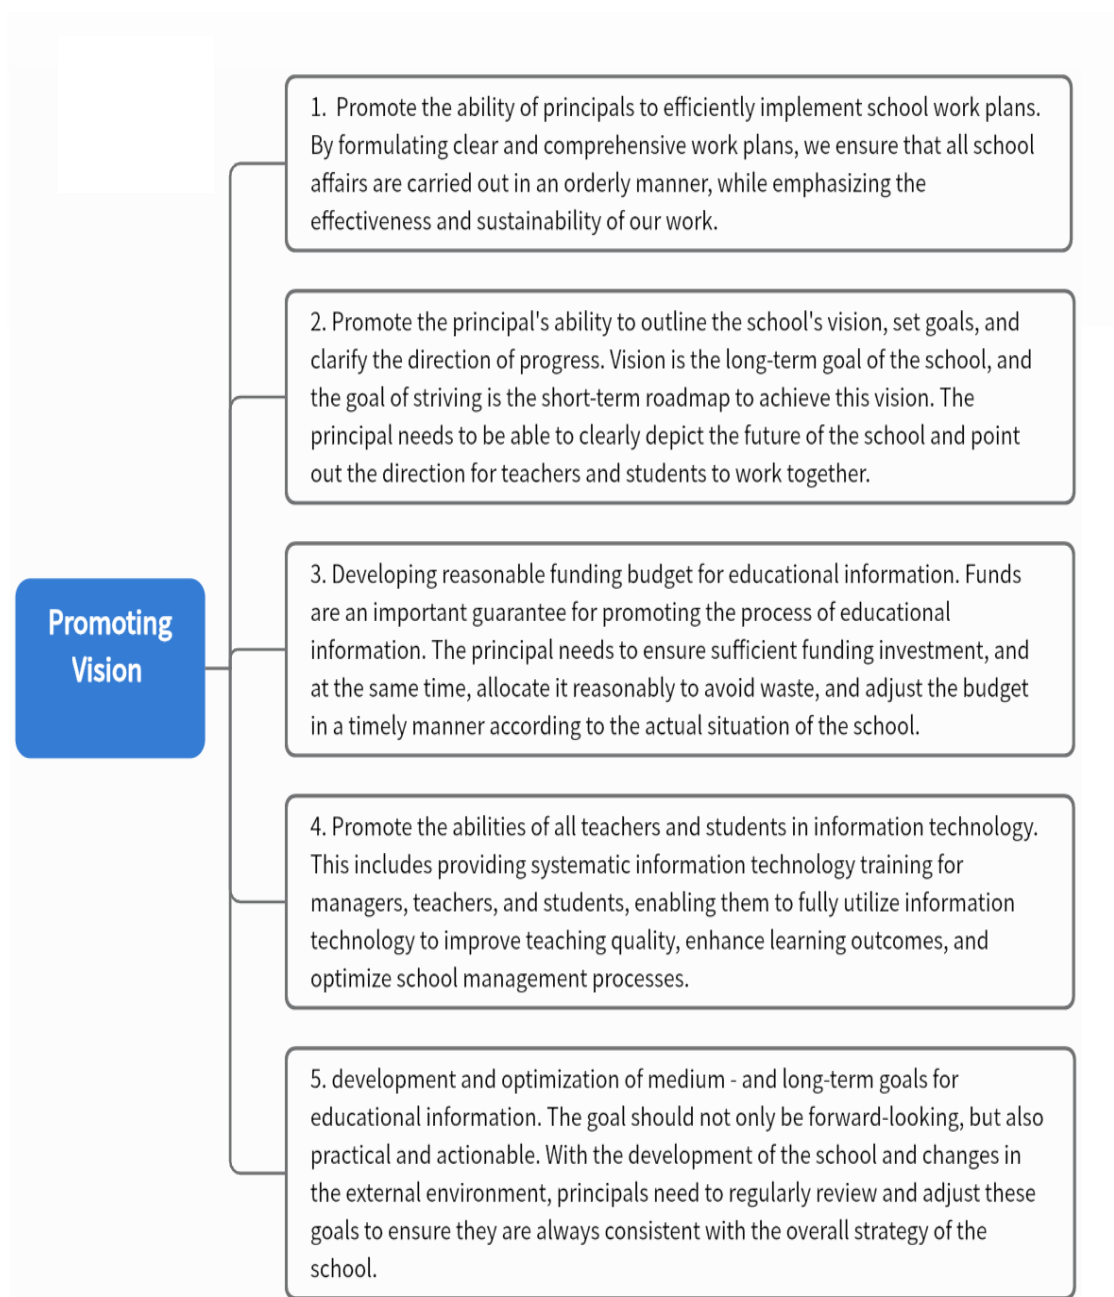 1. Promote the ability of principals to efficiently implement school work plans.
By formulating clear and comprehensive work plans, we ensure that all school
affairs are carried out in an orderly manner, while emphasizing the
effectiveness and sustainability of our work.
2. Promote the principal's ability to outline the school's vision, set goals, and
clarify the direction of progress. Vision is the long-term goal of the school, and
the goal of striving is the short-term roadmap to achieve this vision. The
principal needs to be able to clearly depict the future of the school and point
out the direction for teachers and students to work together.
3. Developing reasonable funding budget for educational information. Funds
are an important guarantee for promoting the process of educational
information. The principal needs to ensure sufficient funding investment, and
at the same time, allocate it reasonably to avoid waste, and adjust the budget
in a timely manner according to the actual situation of the school.
Promoting
Vision
4. Promote the abilities of all teachers and students in information technology.
This includes providing systematic information technology training for
managers, teachers, and students, enabling them to fully utilize information
technology to improve teaching quality, enhance learning outcomes, and
optimize school management processes.
5. development and optimization of medium - and long-term goals for
educational information. The goal should not only be forward-looking, but also
practical and actionable. With the development of the school and changes in
the external environment, principals need to regularly review and adjust these
goals to ensure they are always consistent with the overall strategy of the
school.